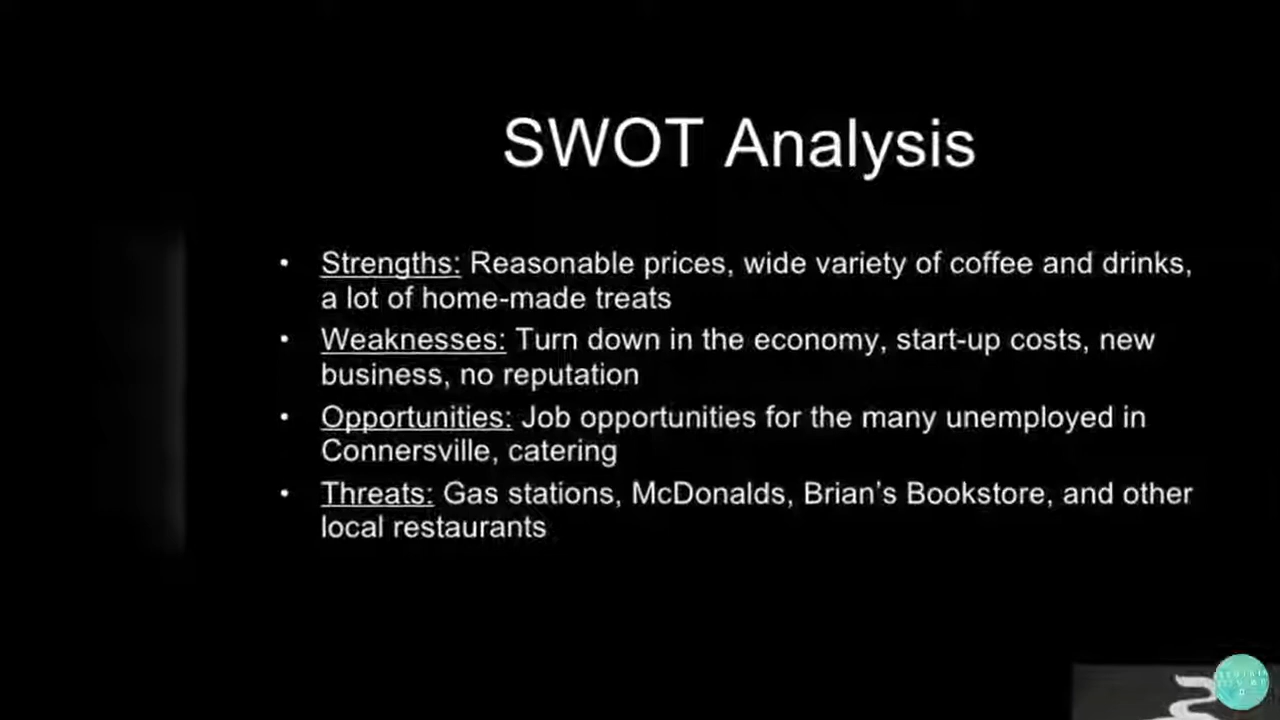 SWOT Analysis
• Strengths: Reasonable prices, wide variety of coffee and drinks,
a lot of home-made treats
• Weaknesses: Turn down in the economy, start-up costs, new
business, no reputation
• Opportunities: Job opportunities for the many unemployed in
Connersville, catering
• Threats: Gas stations, McDonalds, Brian's Bookstore, and other
local restaurants